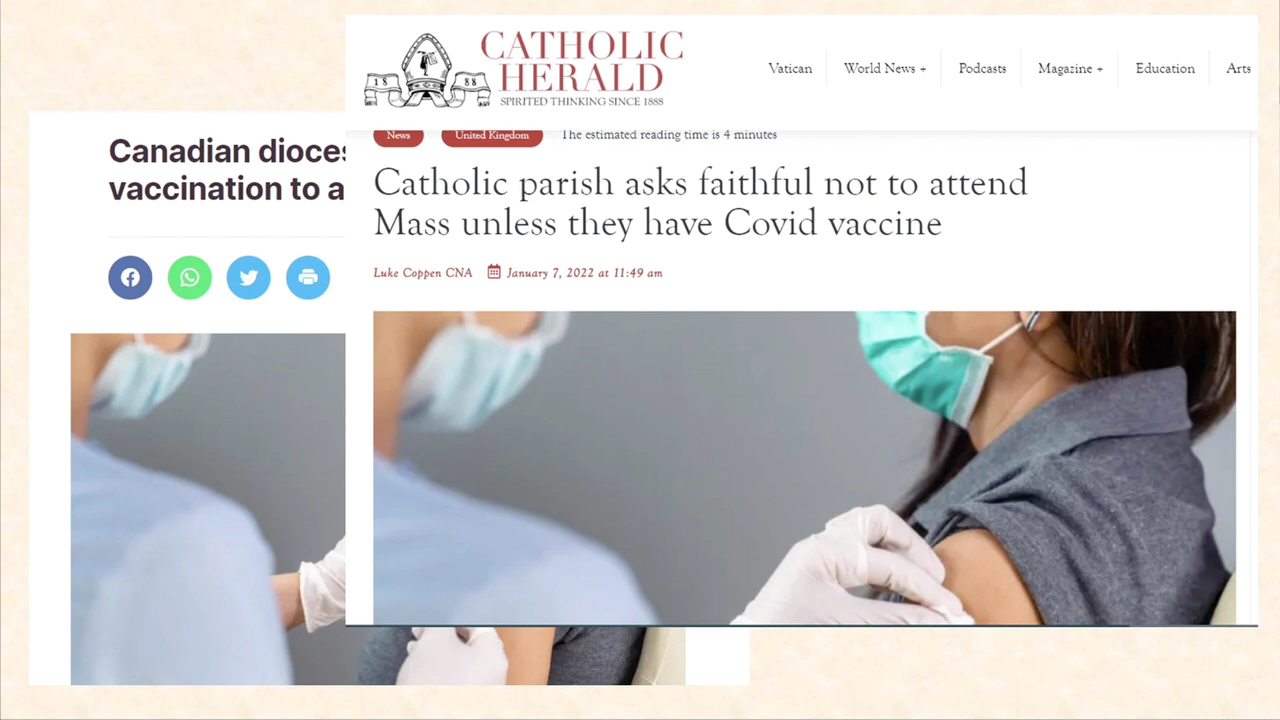 CATHOLIC
HERALD
18 88
SPIRITED THINKING SINCE 1888
Vatican World News + Podcasts Magazine + Education Arts
News United Kingdom The estimated reading time is 4 minutes
Catholic parish asks faithful not to attend
Mass unless they have Covid vaccine
Luke Coppen CNA January 7, 2022 at 11:49 am
Canadian dioces
vaccination to a